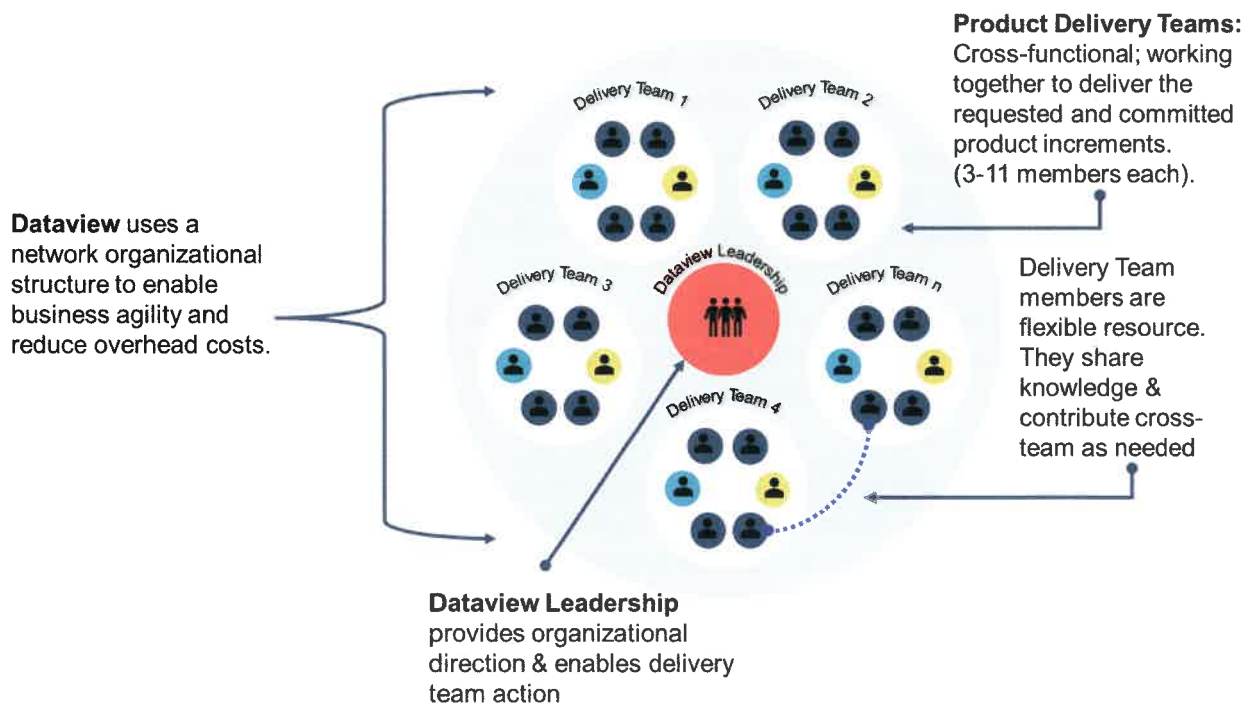 Product Delivery Teams:
Cross-functional; working
together to deliver the
requested and committed
product increments.
(3-11 members each).
Delivery Team 1
Delivery Team 2
Dataview uses a
network organizational
structure to enable
business agility and
reduce overhead costs.
Dataview Leadership
Delivery Team 3
Delivery Team n
Delivery Team
members are
flexible resource.
They share
knowledge &
contribute cross-
team as needed
Delivery Team 4
Dataview Leadership
provides organizational
direction & enables delivery
team action